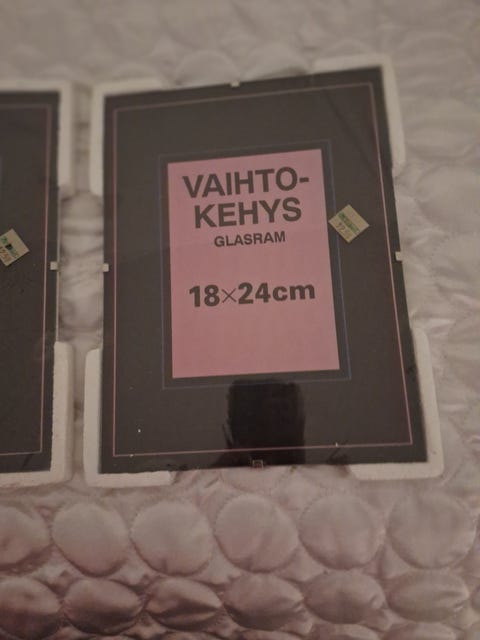 VAIHTO-
KEHYS
GLASRAM
18×24cm